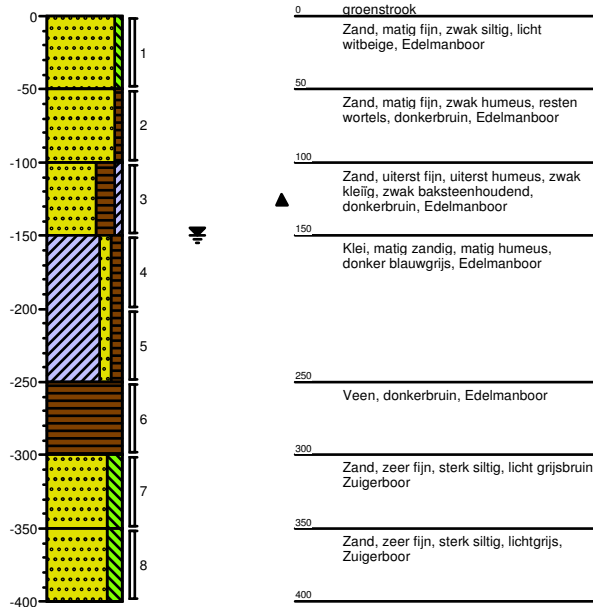 0
-50
-100
-150
-200
-250
-300
-350
-400
1
2
3
4
5
6
7
8
0
groenstrook
Zand, matig fijn, zwak siltig, licht
witbeige, Edelmanboor
50
Zand, matig fijn, zwak humeus, resten
wortels, donkerbruin, Edelmanboor
100
Zand, uiterst fijn, uiterst humeus, zwak
kleïïg, zwak baksteenhoudend,
donkerbruin, Edelmanboor
150
Klei, matig zandig, matig humeus,
donker blauwgrijs, Edelmanboor
250
Veen, donkerbruin, Edelmanboor
300
Zand, zeer fijn, sterk siltig, licht grijsbruin
Zuigerboor
350
Zand, zeer fijn, sterk siltig, lichtgrijs,
Zuigerboor
400